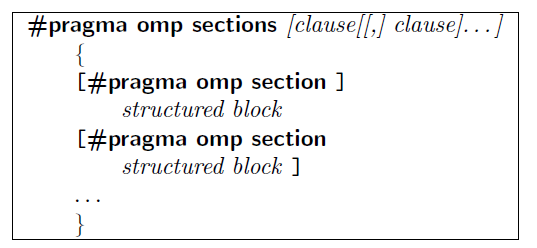 #pragma omp sections [clause[[,] clause]...]
{
[#pragma omp section ]
structured block
[#pragma omp section
structured block ]
...
}